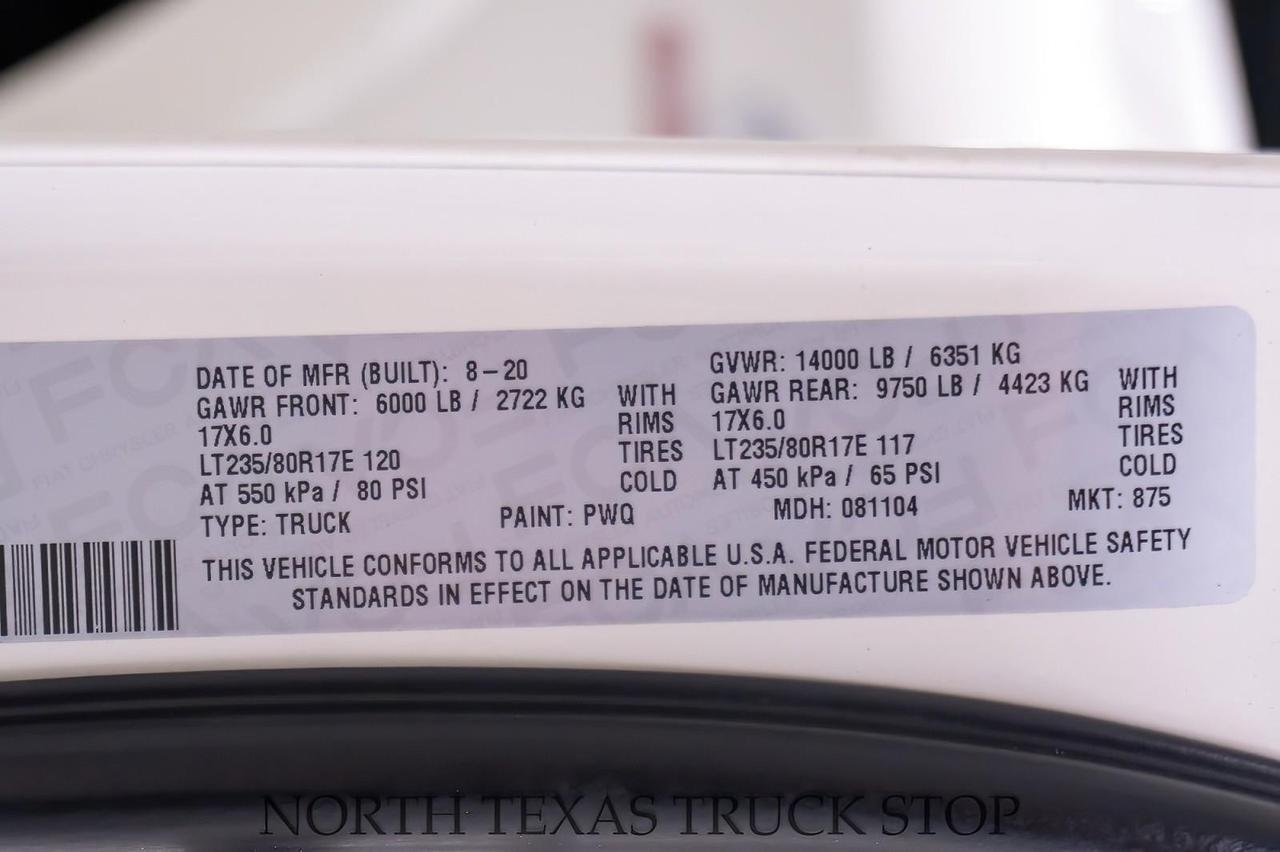 DATE OF MFR (BUILT): 8-20 GVWR: 14000 LB / 6351 KG
GAWR FRONT: 6000 LB / 2722 KG WITH GAWR REAR: 9750 LB / 4423 KG WITH
17X6.0 RIMS 17X6.0 RIMS
LT235/80R17E 120 TIRES LT235/80R17E 117 TIRES
AT 550 kPa / 80 PSI COLD AT 450 kPa / 65 PSI COLD
TYPE: TRUCK PAINT: PWQ MDH: 081104 MKT: 875
THIS VEHICLE CONFORMS TO ALL APPLICABLE U.S.A. FEDERAL MOTOR VEHICLE SAFETY
STANDARDS IN EFFECT ON THE DATE OF MANUFACTURE SHOWN ABOVE.
NORTH TEXAS TRUCK STOP